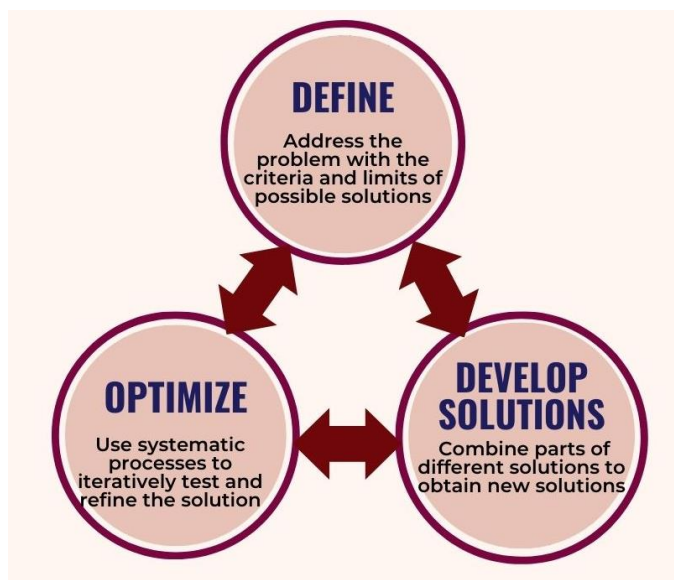 DEFINE
Address the
problem with the
criteria and limits of
possible solutions
OPTIMIZE
Use systematic
processes to
iteratively test and
refine the solution
DEVELOP
SOLUTIONS
Combine parts of
different solutions to
obtain new solutions